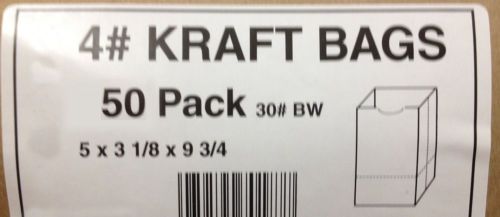 4# KRAFT BAGS
50 Pack 30# BW
5 x 3 1/8 x 9 3/4